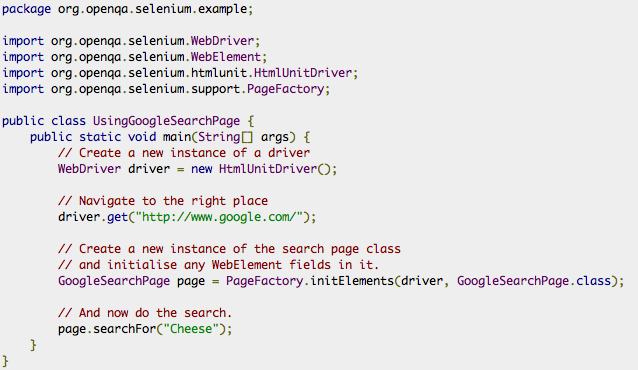 package org.openqa.selenium.example;
import org.openqa.selenium.WebDriver;
import org.openqa.selenium.WebElement;
import org.openqa.selenium.htmlunit.HtmlUnitDriver;
import org.openqa.selenium.support.PageFactory;
public class UsingGoogleSearchPage {
    public static void main(String[] args) {
        // Create a new instance of a driver
        WebDriver driver = new HtmlUnitDriver();
        // Navigate to the right place
        driver.get("http://www.google.com/");
        // Create a new instance of the search page class
        // and initialise any WebElement fields in it.
        GoogleSearchPage page = PageFactory.initElements(driver, GoogleSearchPage.class);
        // And now do the search.
        page.searchFor("Cheese");
    }
}